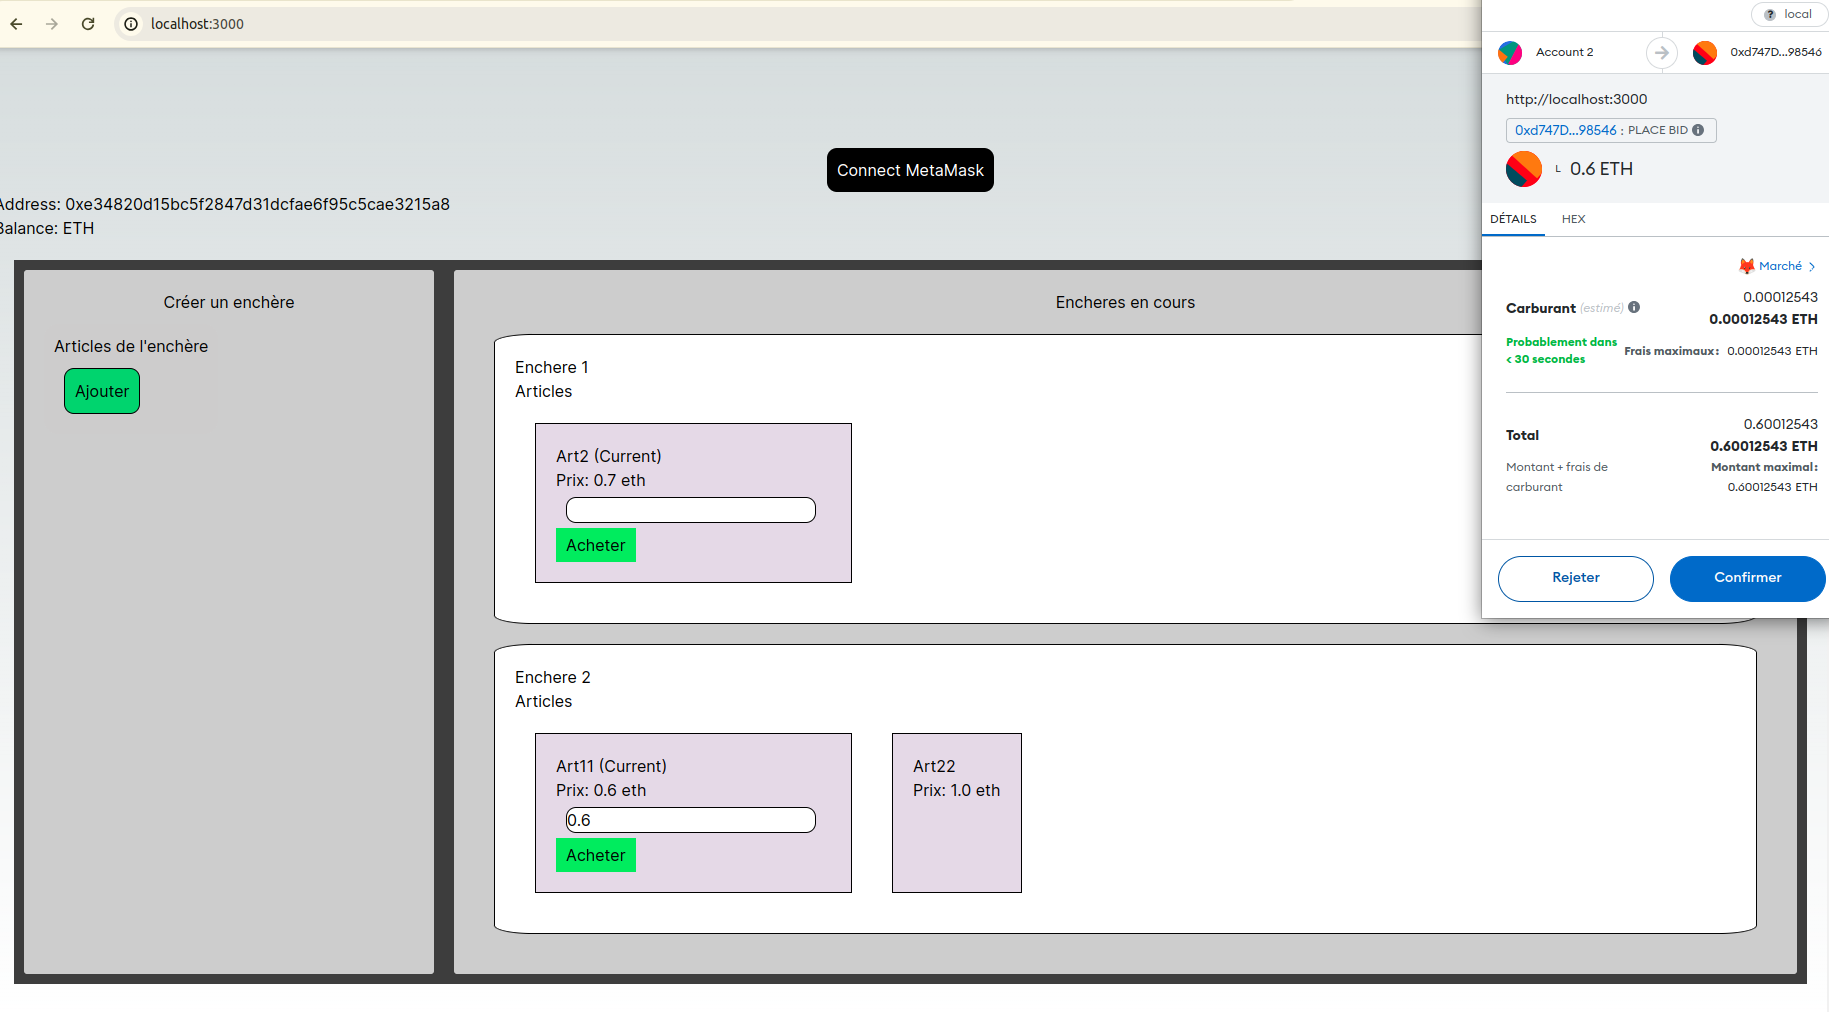 localhost:3000
Connect MetaMask
Address: 0xe34820d15bc5f2847d31dcfae6f95c5cae3215a8
Balance: ETH
Créer un enchère
Articles de l'enchère
Ajouter
Encheres en cours
Enchere 1
Articles
Art2 (Current)
Prix: 0.7 eth
Acheter
Enchere 2
Articles
Art11 (Current)
Prix: 0.6 eth
0.6
Acheter
Art22
Prix: 1.0 eth
? local
Account 2
0xd747D...98546
http://localhost:3000
0xd747D...98546 : PLACE BID
0.6 ETH
DÉTAILS HEX
Marché
Carburant (estimé)
0.00012543
0.00012543 ETH
Probablement dans
< 30 secondes
Frais maximaux: 0.00012543 ETH
Total
0.60012543
0.60012543 ETH
Montant + frais de
carburant
Montant maximal:
0.60012543 ETH
Rejeter
Confirmer